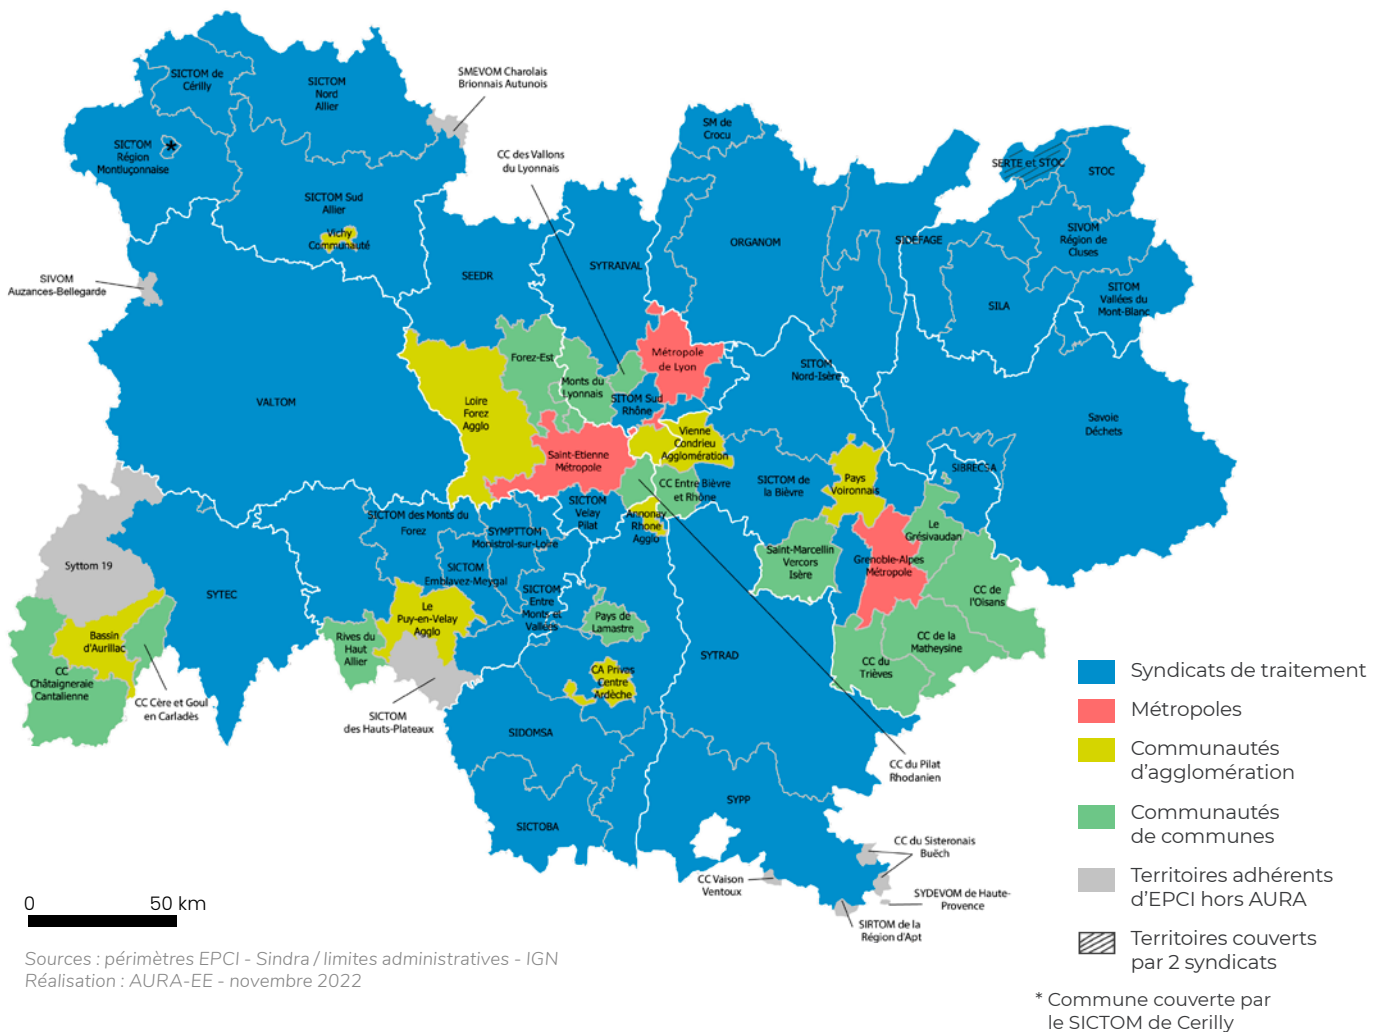 SICTOM de
Cérilly
SICTOM
Nord
Allier
SMEVOM Charolais
Brionnais Autunois
SM de
Crocu
SICTOM
Région
Montluçonnaise
*
CC des Vallons
du Lyonnais
SERTE et STOC
STOC
SICTOM Sud
Allier
Vichy
Communauté
SIVOM
Région de
Cluses
ORGANOM
SIDEFAGE
SEEDR
SYTRAIVAL
SIVOM
Auzances-Bellegarde
SILA
SITOM
Vallées du
Mont-Blanc
Forez-Est
Métropole
de Lyon
SITOM
Nord-Isère
Monts du
Lyonnais
VALTOM
Loire
Forez
Agglo
SITOM Sud
Rhône
Savoie
Déchets
Vienne
Condrieu
Agglomération
Saint-Etienne
Métropole
SIBRECSA
CC Entre Bièvre
et Rhône
SICTOM de
la Bièvre
Pays
Voironnais
SICTOM
Velay
Pilat
SICTOM des Monts du
Forez
Annonay
Rhone
Agglo
SYMPTTOM
Monistrol-sur-Loire
Le
Grésivaudan
Saint-Marcellin
Vercors
Isère
Grenoble-Alpes
Métropole
Syttom 19
SICTOM
Emblavez-Meygal
SYTEC
SICTOM
Entre
Monts et
Vallées
CC de
l'Oisans
Le
Puy-en-Velay
Agglo
Pays de
Lamastre
Bassin
d'Aurillac
Rives du
Haut
Allier
CC de la
Matheysine
SYTRAD
CC du
Trièves
CC
Châtaigneraie
Cantalienne
CA Prives
Centre
Ardèche
CC Cère et Goul
en Carladès
SICTOM
des Hauts-Plateaux
SIDOMSA
CC du Pilat
Rhodanien
SYPP
SICTOBA
CC du Sisteronais
Buëch
CC Vaison
Ventoux
SYDEVOM de Haute-
Provence
SIRTOM de la
Région d'Apt
Syndicats de traitement
Métropoles
Communautés
d'agglomération
Communautés
de communes
Territoires adhérents
d'EPCI hors AURA
Territoires couverts
par 2 syndicats
* Commune couverte par
le SICTOM de Cerilly
0 50 km
Sources : périmètres EPCI - Sindra / limites administratives - IGN
Réalisation : AURA-EE - novembre 2022